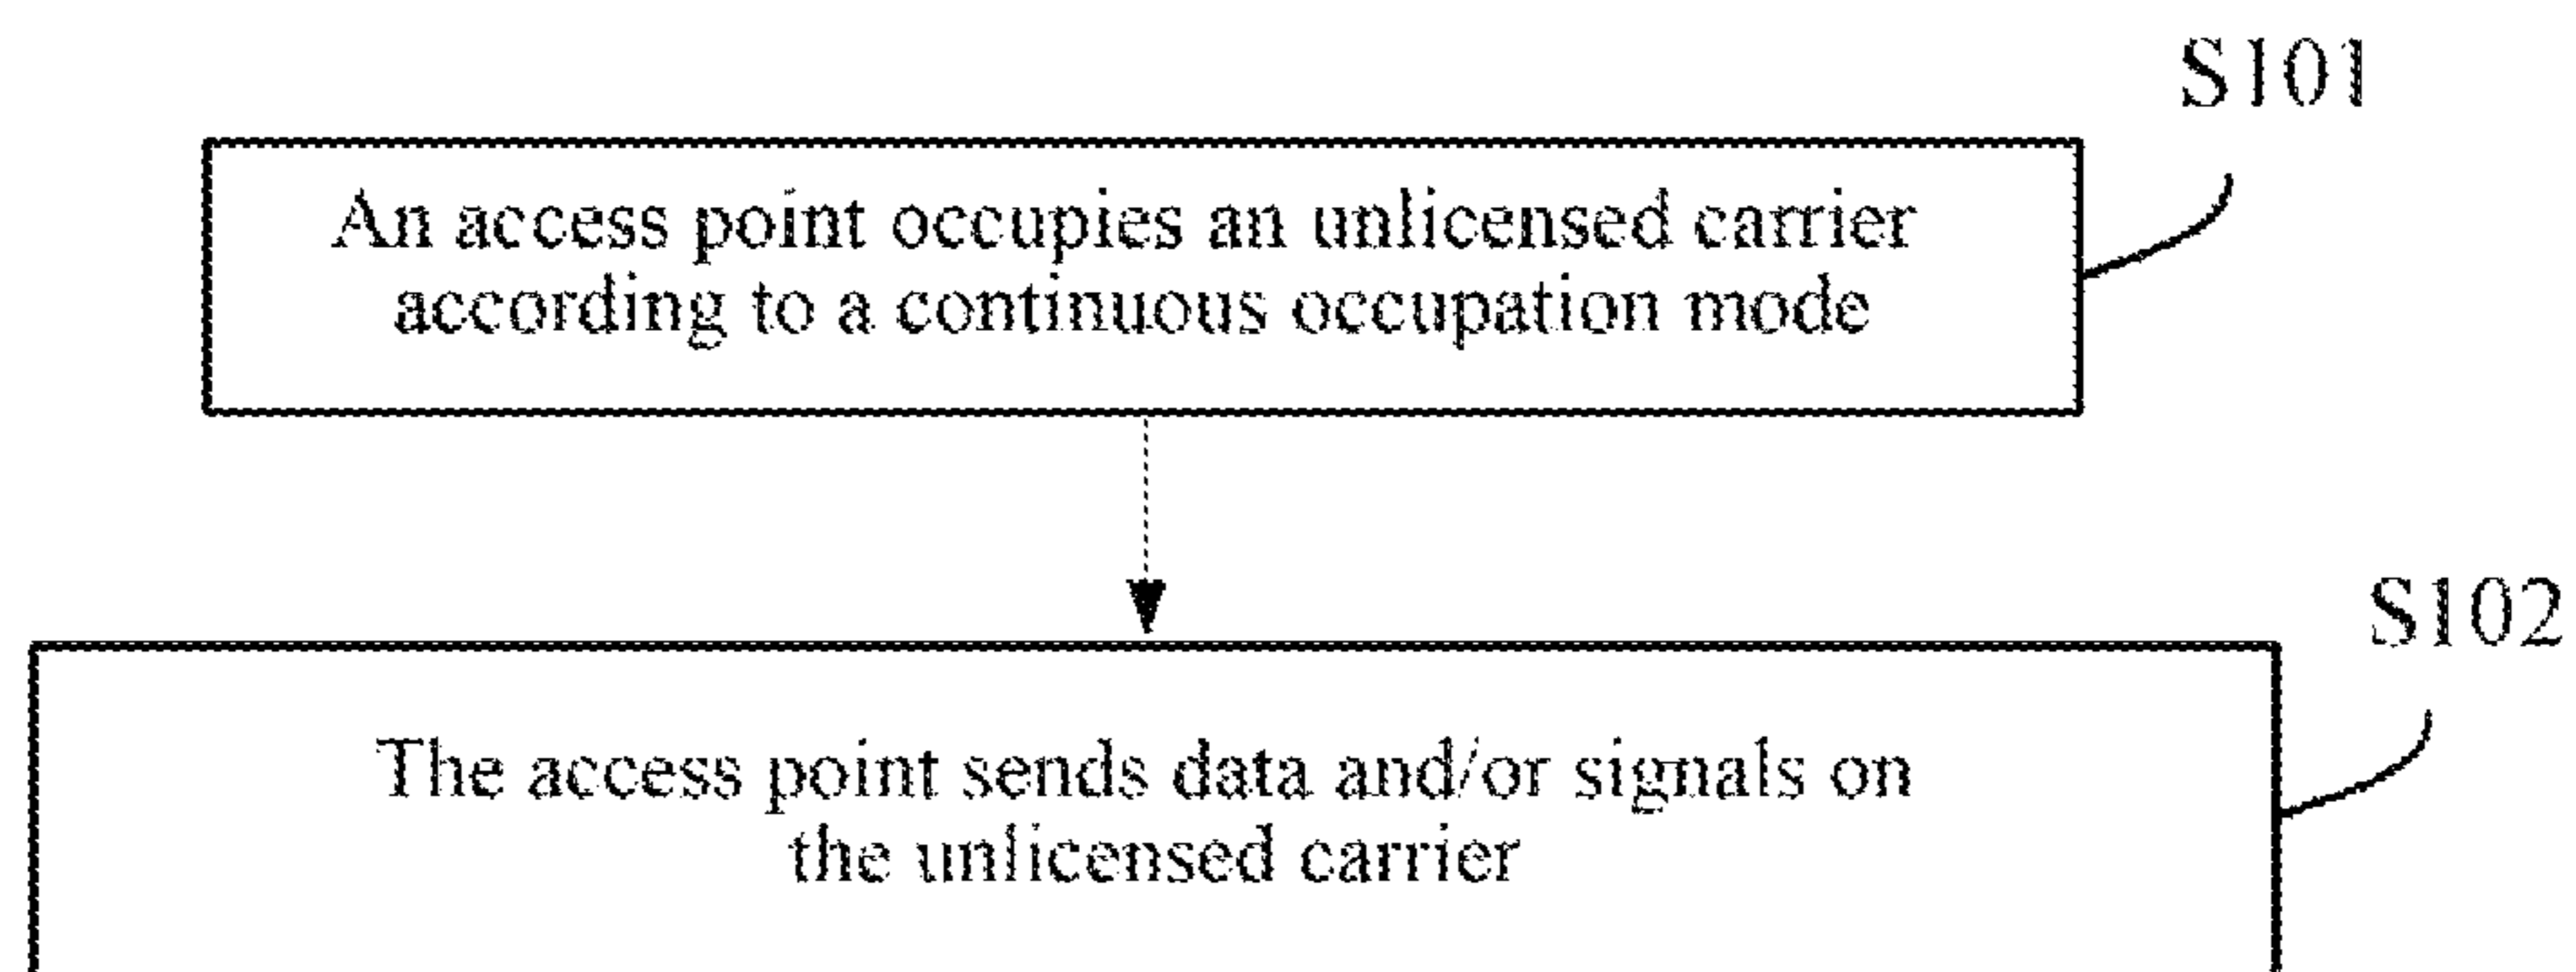 S101
An access point occupies an unlicensed carrier
according to a continuous occupation mode
S102
The access point sends data and/or signals on
the unlicensed carrier